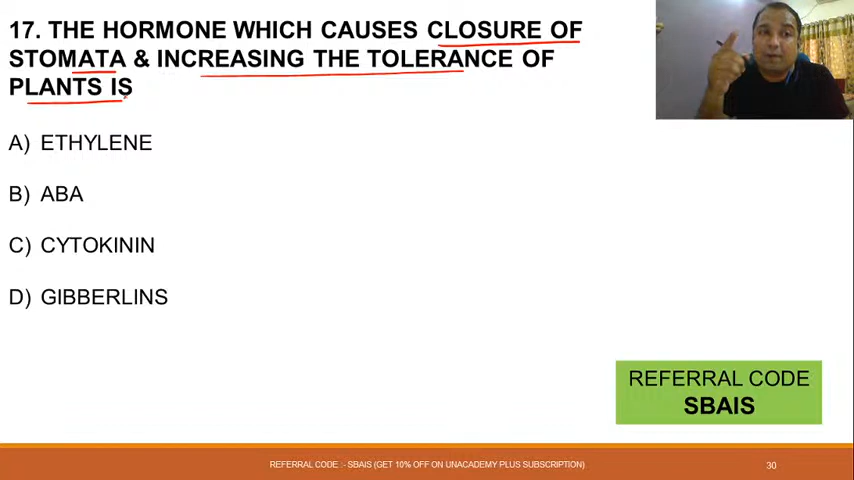 17. THE HORMONE WHICH CAUSES CLOSURE OF
STOMATA & INCREASING THE TOLERANCE OF
PLANTS IS
A) ETHYLENE
B) ABA
C) CYTOKININ
D) GIBBERLINS
REFERRAL CODE
SBAIS
REFERRAL CODE :- SBAIS (GET 10% OFF ON UNACADEMY PLUS SUBSCRIPTION)
30